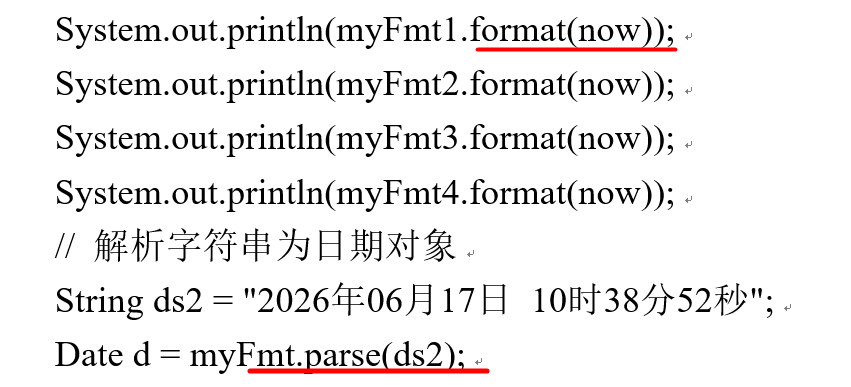 System.out.println(myFmt1.format(now));
System.out.println(myFmt2.format(now));
System.out.println(myFmt3.format(now));
System.out.println(myFmt4.format(now));
// 解析字符串为日期对象
String ds2 = "2026年06月17日 10时38分52秒";
Date d = myFmt.parse(ds2);